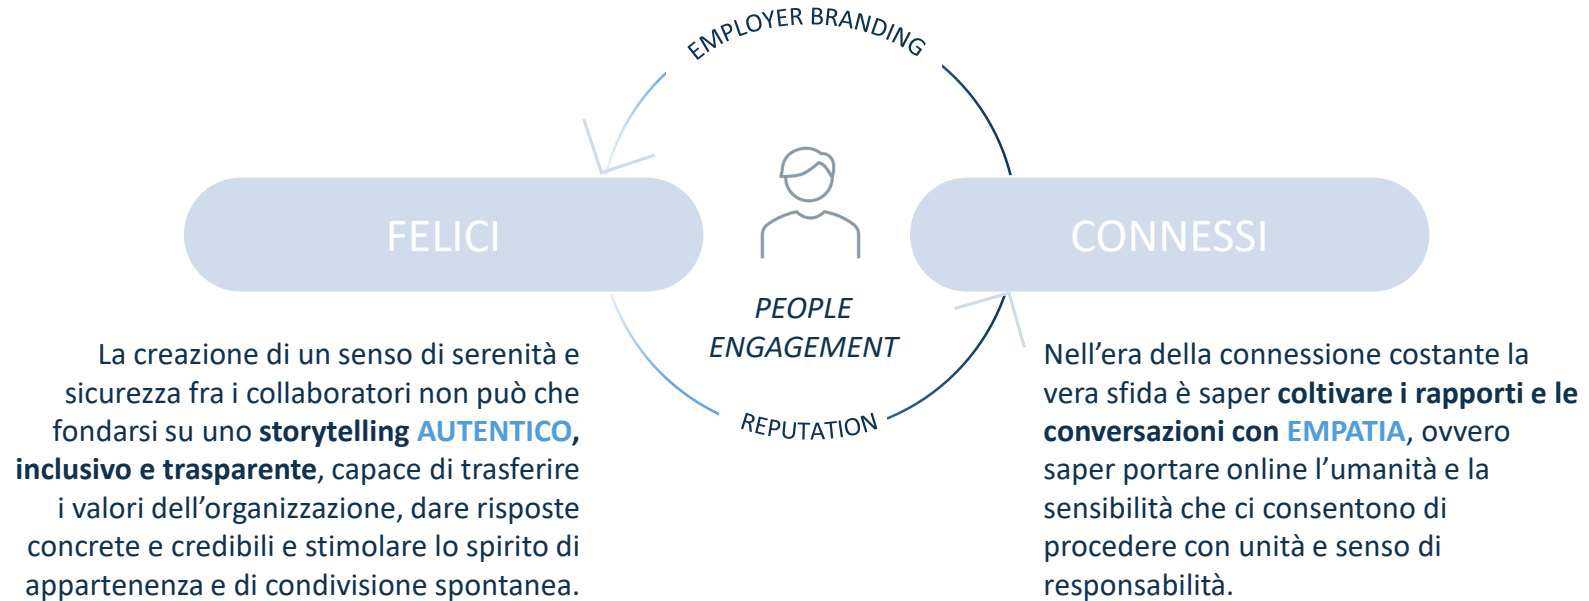 EMPLOYER BRANDING
FELICI
CONNESSI
PEOPLE
ENGAGEMENT
REPUTATION
La creazione di un senso di serenità e
sicurezza fra i collaboratori non può che
fondarsi su uno storytelling AUTENTICO,
inclusivo e trasparente, capace di trasferire
i valori dell’organizzazione, dare risposte
concrete e credibili e stimolare lo spirito di
appartenenza e di condivisione spontanea.
Nell’era della connessione costante la
vera sfida è saper coltivare i rapporti e le
conversazioni con EMPATIA, ovvero
saper portare online l’umanità e la
sensibilità che ci consentono di
procedere con unità e senso di
responsabilità.